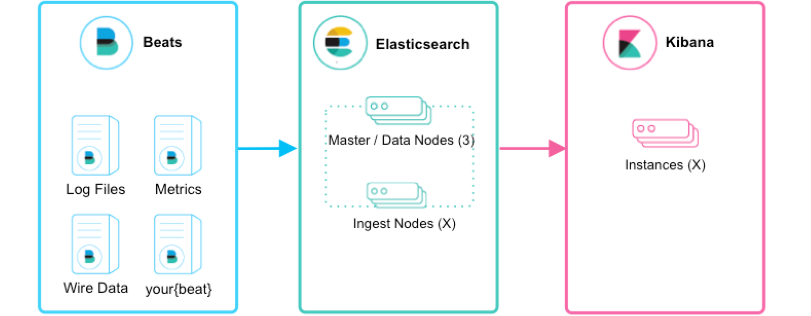 Beats
Log Files
Metrics
Wire Data
your{beat}
Elasticsearch
Master / Data Nodes (3)
Ingest Nodes (X)
Kibana
Instances (X)